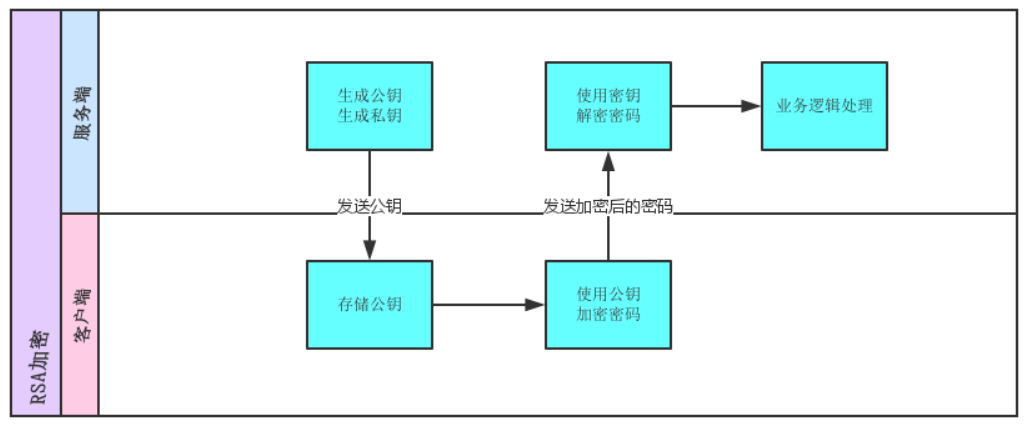 RSA加密
服务端
客户端
生成公钥
生成私钥
使用密钥
解密密码
业务逻辑处理
发送公钥
发送加密后的密码
存储公钥
使用公钥
加密密码